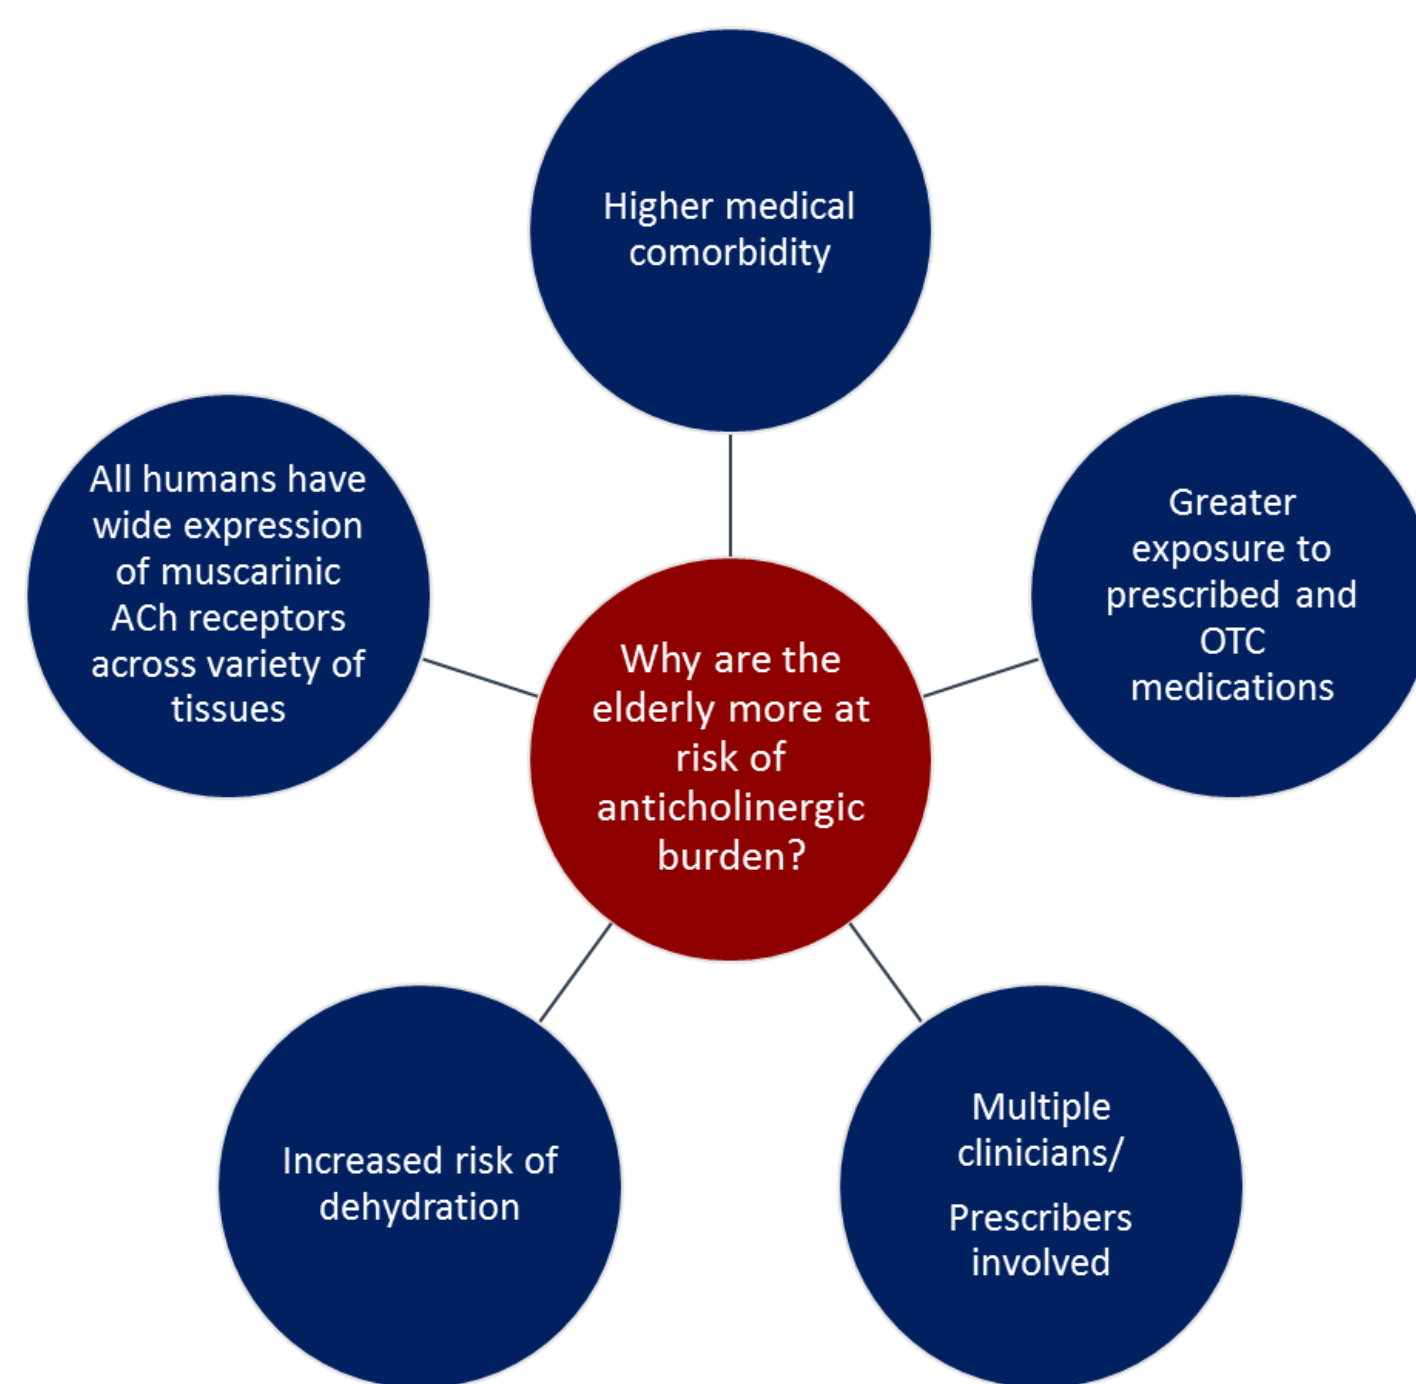 Higher medical
comorbidity
All humans have
wide expression
of muscarinic
ACh receptors
across variety of
tissues
Greater
exposure to
prescribed and
OTC
medications
Why are the
elderly more at
risk of
anticholinergic
burden?
Increased risk of
dehydration
Multiple
clinicians/
Prescribers
involved